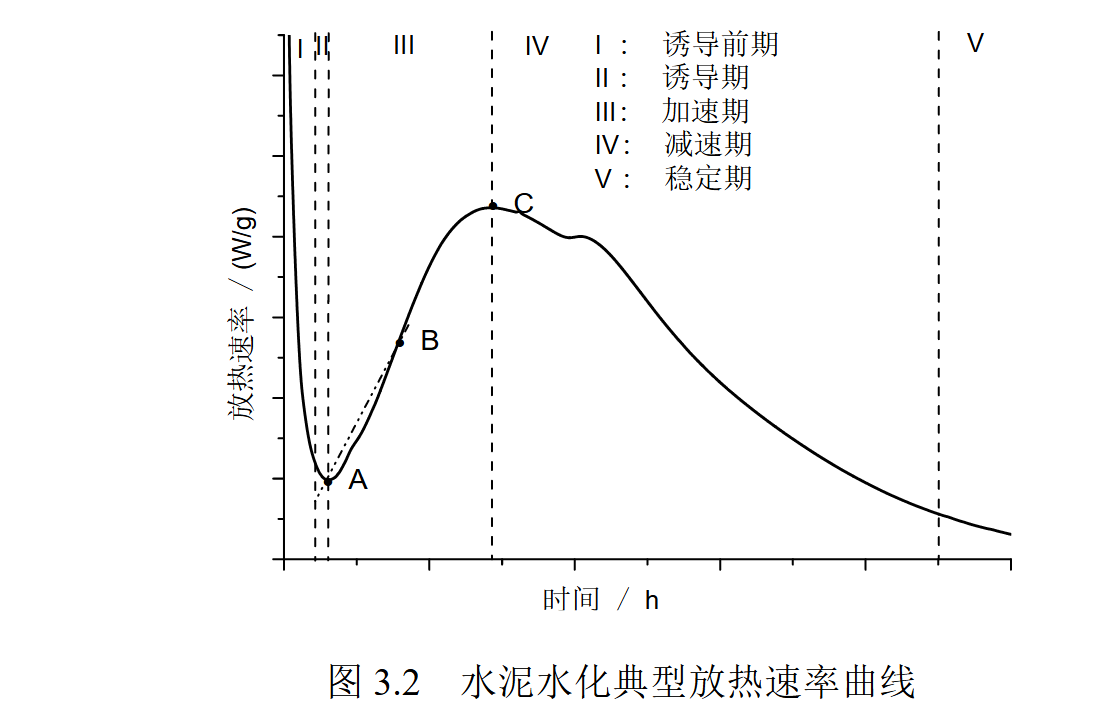 I II III IV V
I : 诱导前期
II : 诱导期
III: 加速期
IV: 减速期
V : 稳定期
C
B
A
放热速率 / (W/g)
时间 / h
图 3.2 水泥水化典型放热速率曲线